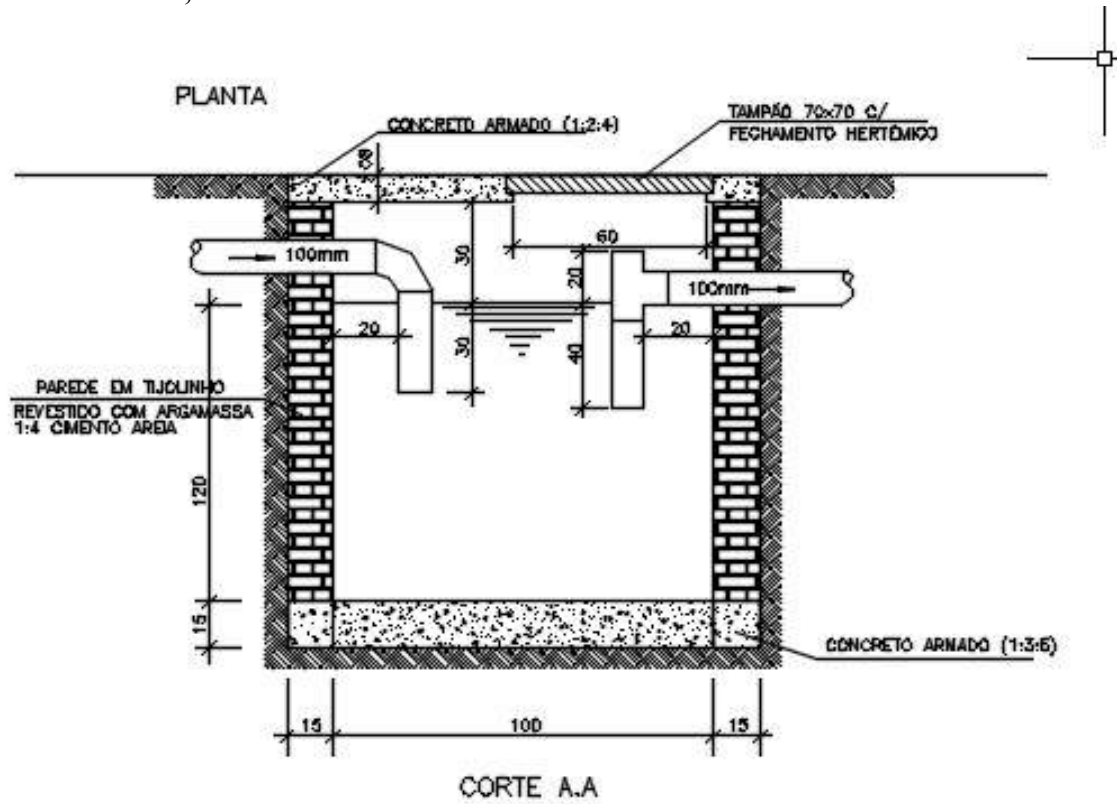 PLANTA
CONCRETO ARMADO (1:2:4)
TAMPÃO 70x70 C/
FECHAMENTO HERTÉMICO
60
30
20
100mm
100mm
20
30
40
20
PAREDE EM TIJOLINHO
REVESTIDO COM ARGAMASSA
1:4 CIMENTO AREIA
120
15
CONCRETO ARMADO (1:3:6)
15
100
15
CORTE A.A